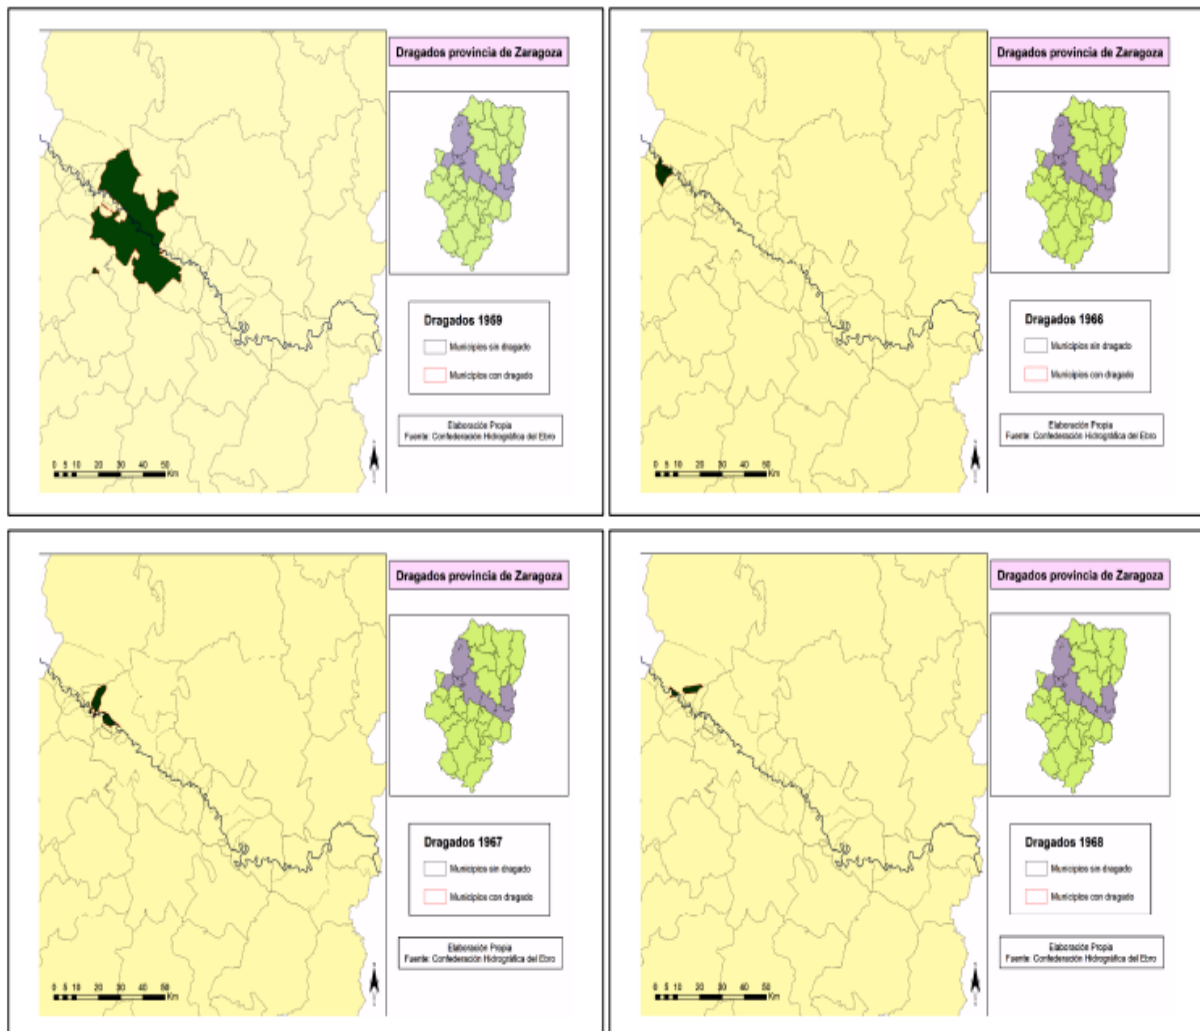 Dragados provincia de Zaragoza
Dragados 1959
Municipios sin dragado
Municipios con dragado
Elaboración Propia
Fuente: Confederación Hidrográfica del Ebro
0 5 10 20 30 40 50
Km
Dragados provincia de Zaragoza
Dragados 1966
Municipios sin dragado
Municipios con dragado
Elaboración Propia
Fuente: Confederación Hidrográfica del Ebro
0 5 10 20 30 40 50
Km
Dragados provincia de Zaragoza
Dragados 1967
Municipios sin dragado
Municipios con dragado
Elaboración Propia
Fuente: Confederación Hidrográfica del Ebro
0 5 10 20 30 40 50
Km
Dragados provincia de Zaragoza
Dragados 1968
Municipios sin dragado
Municipios con dragado
Elaboración Propia
Fuente: Confederación Hidrográfica del Ebro
0 5 10 20 30 40 50
Km